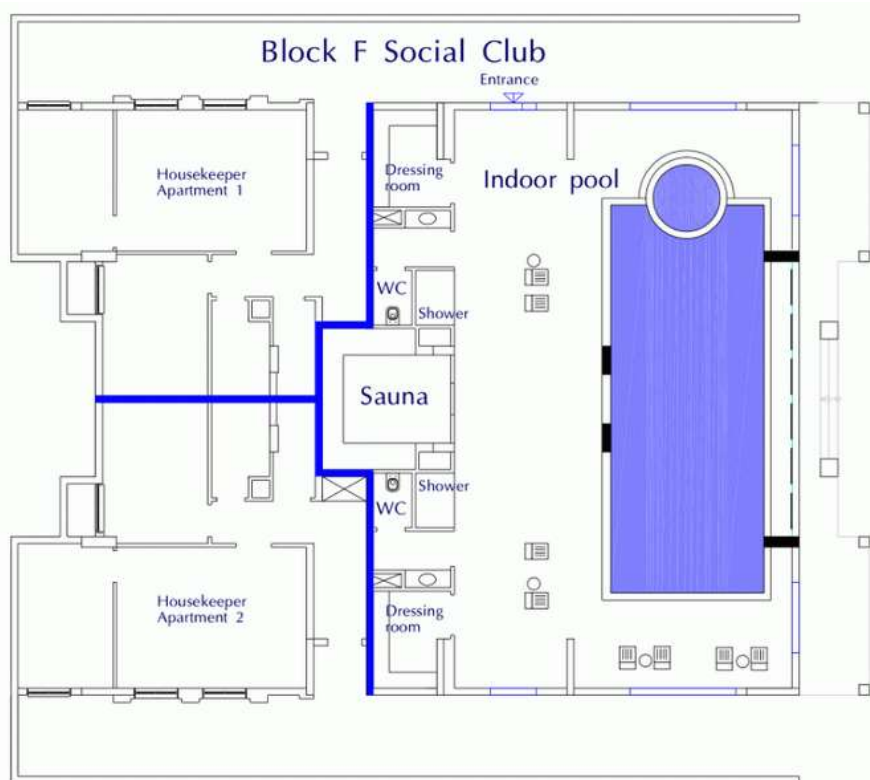 Block F Social Club
Entrance
Housekeeper
Apartment 1
Dressing
room
Indoor pool
WC
Shower
Sauna
Shower
WC
Housekeeper
Apartment 2
Dressing
room